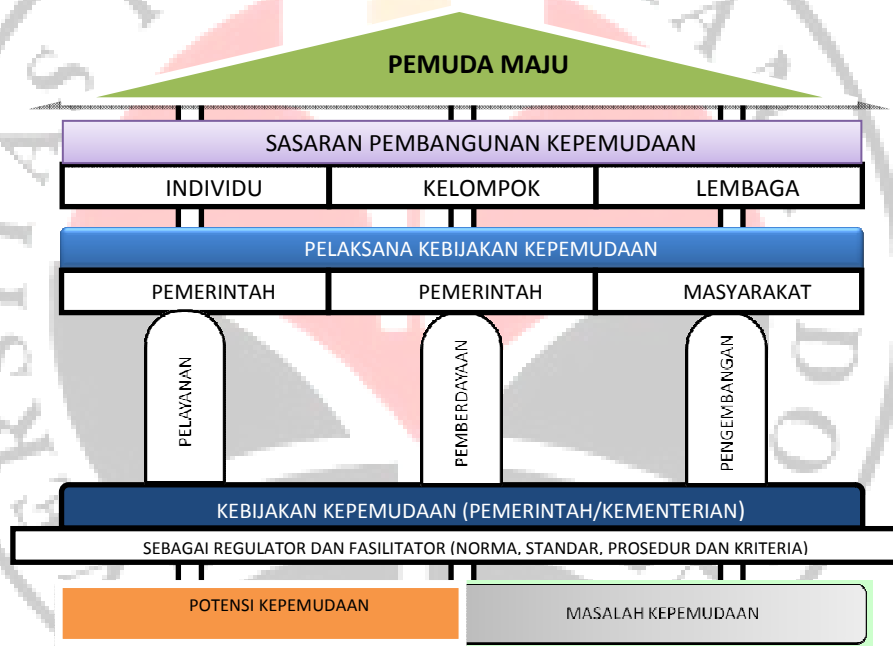 PEMUDA MAJU
SASARAN PEMBANGUNAN KEPEMUDAAN
INDIVIDU
KELOMPOK
LEMBAGA
PELAKSANA KEBIJAKAN KEPEMUDAAN
PEMERINTAH
PEMERINTAH
MASYARAKAT
PELAYANAN
PEMBERDAYAAN
PENGEMBANGAN
KEBIJAKAN KEPEMUDAAN (PEMERINTAH/KEMENTERIAN)
SEBAGAI REGULATOR DAN FASILITATOR (NORMA, STANDAR, PROSEDUR DAN KRITERIA)
POTENSI KEPEMUDAAN
MASALAH KEPEMUDAAN